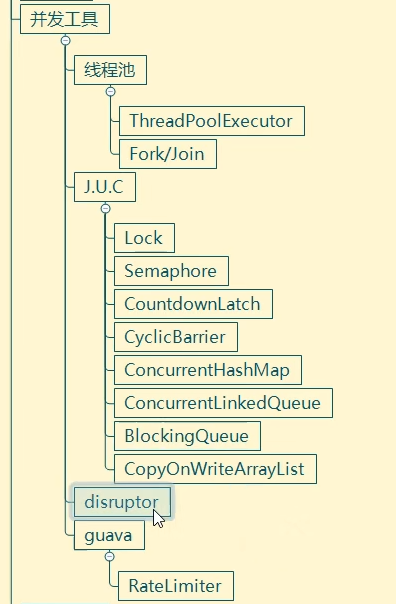 并发工具
线程池
ThreadPoolExecutor
Fork/Join
J.U.C
Lock
Semaphore
CountdownLatch
CyclicBarrier
ConcurrentHashMap
ConcurrentLinkedQueue
BlockingQueue
CopyOnWriteArrayList
disruptor
guava
RateLimiter